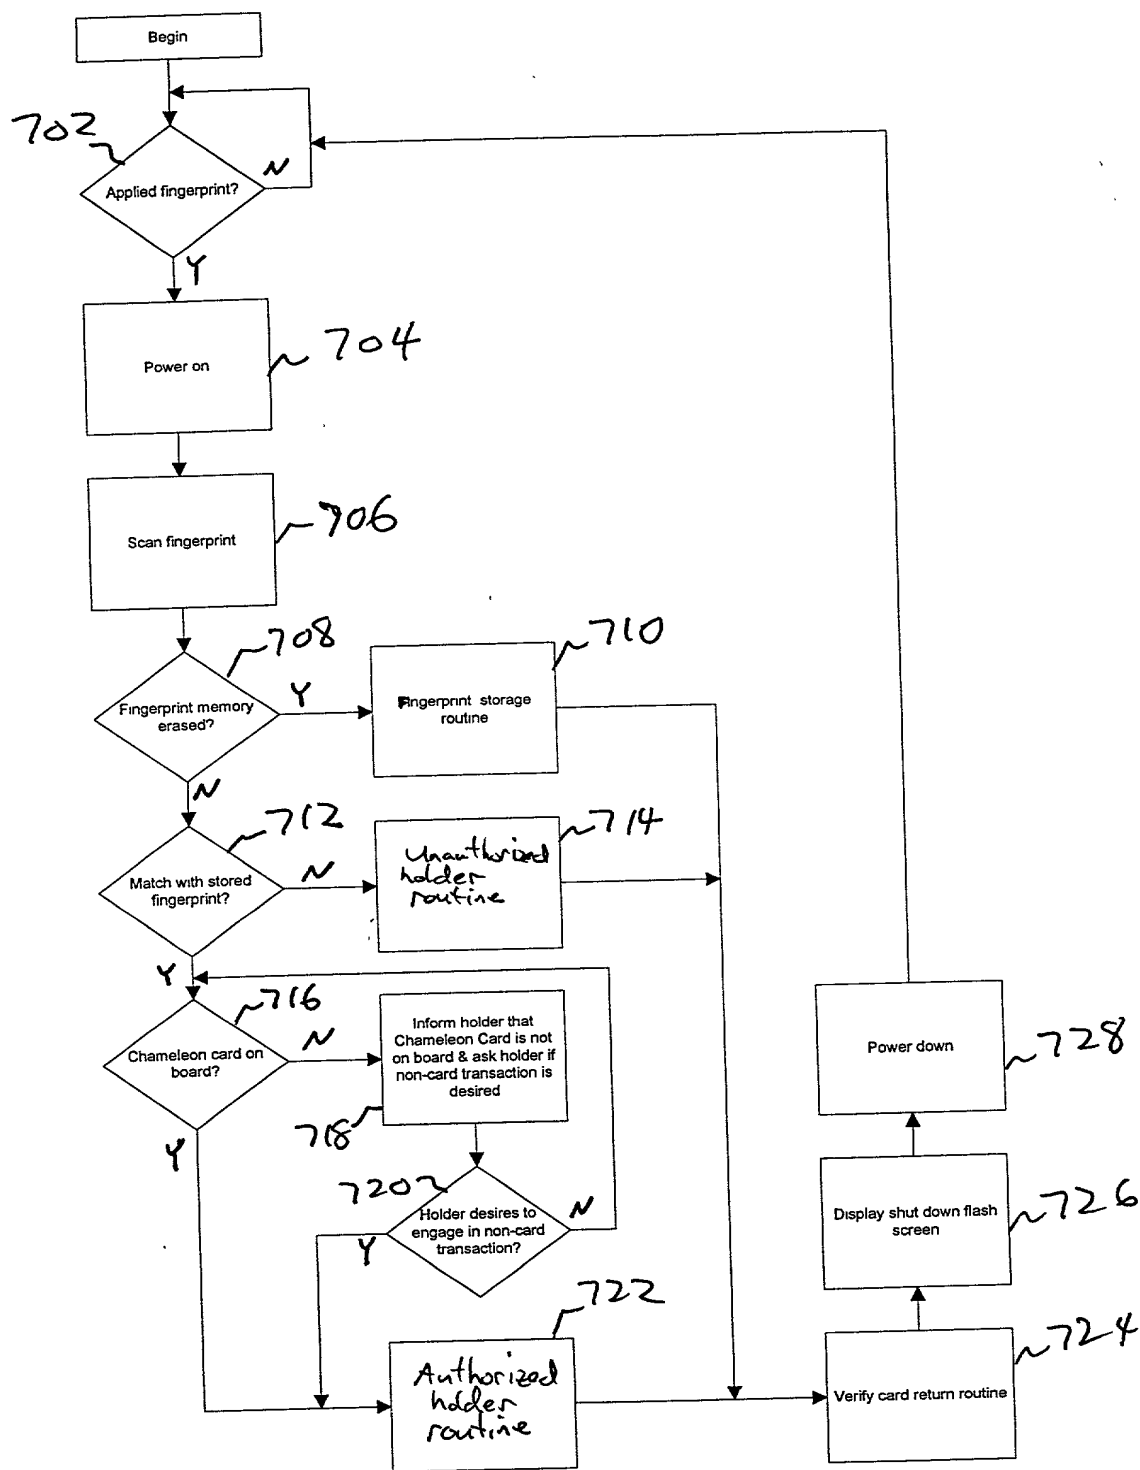 Begin
702
Applied fingerprint?
N
Y
Power on
704
Scan fingerprint
706
708
Fingerprint memory
erased?
Y
N
710
Fingerprint storage
routine
712
Match with stored
fingerprint?
N
Y
714
Unauthorized
holder
routine
716
Chameleon card on
board?
N
Y
Inform holder that
Chameleon Card is not
on board & ask holder if
non-card transaction is
desired
718
720
Holder desires to
engage in non-card
transaction?
N
Y
722
Authorized
holder
routine
Power down
728
Display shut down flash
screen
726
Verify card return routine
724